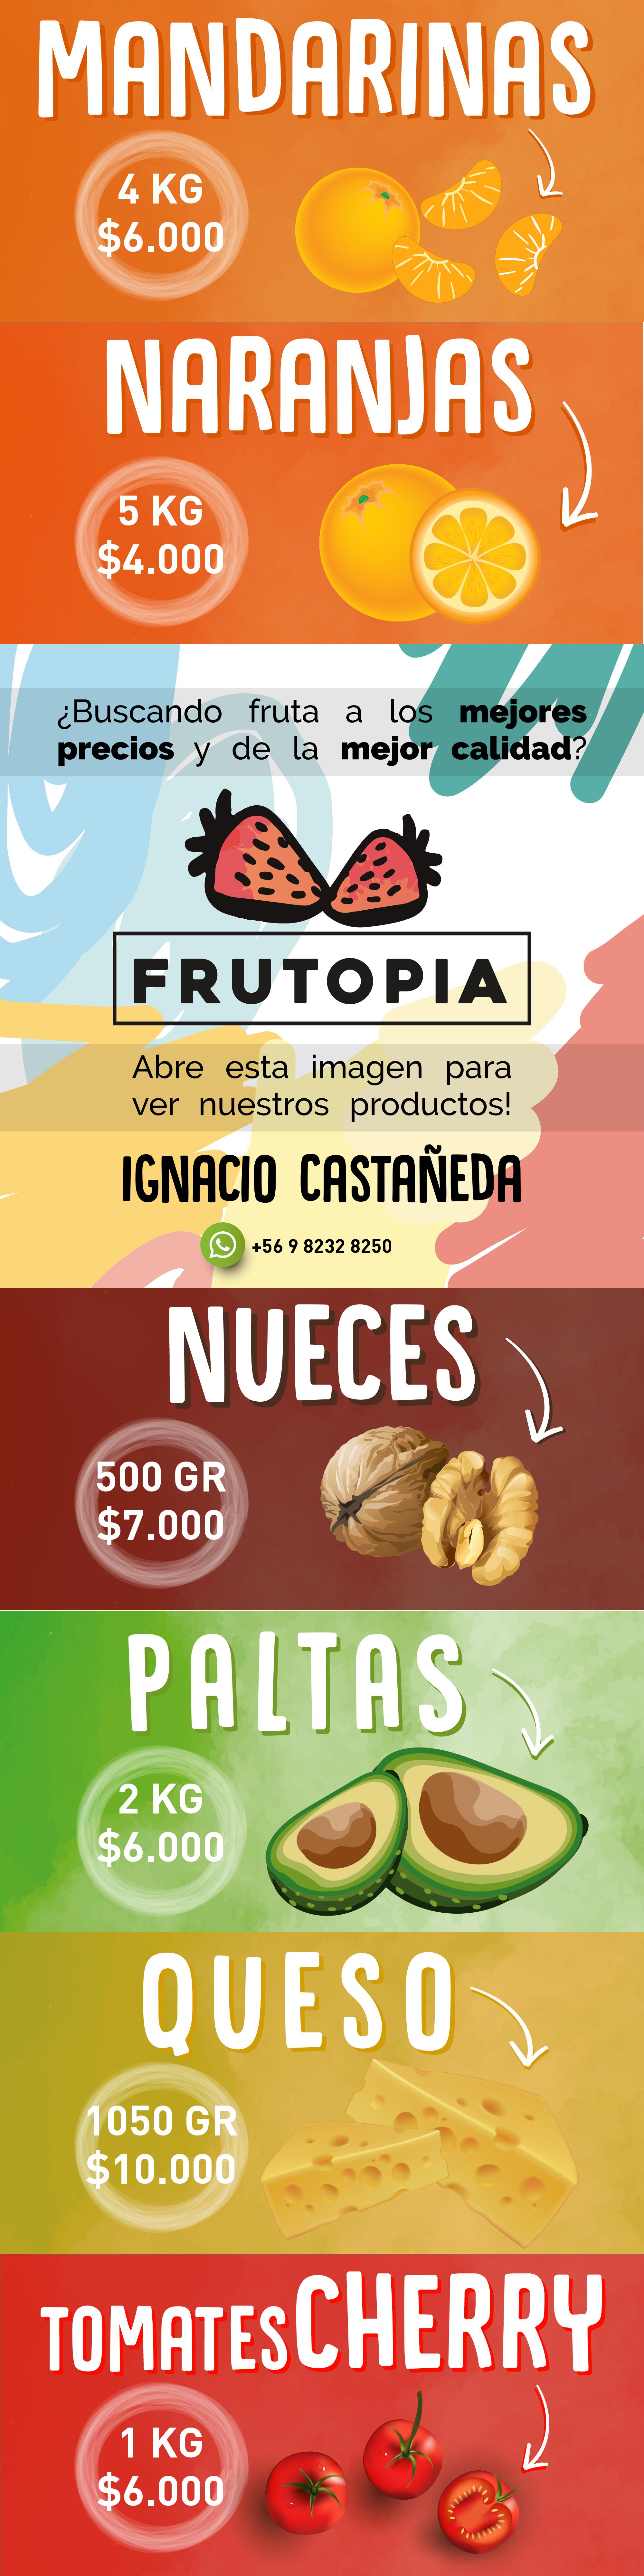 MANDARINAS
4 KG
$6.000
NARANJAS
5 KG
$4.000
¿Buscando fruta a los mejores
precios y de la mejor calidad?
FRUTOPIA
Abre esta imagen para
ver nuestros productos!
IGNACIO CASTAÑEDA
+56 9 8232 8250
NUECES
500 GR
$7.000
PALTAS
2 KG
$6.000
QUESO
1050 GR
$10.000
TOMATES CHERRY
1 KG
$6.000